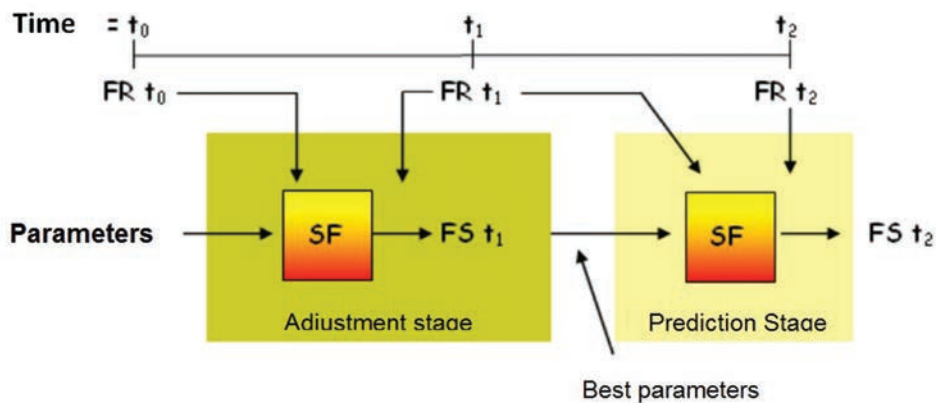 Time = t₀ t₁ t₂
FR t₀ FR t₁ FR t₂
Parameters SF FS t₁ SF FS t₂
Adjustment stage Prediction Stage
Best parameters